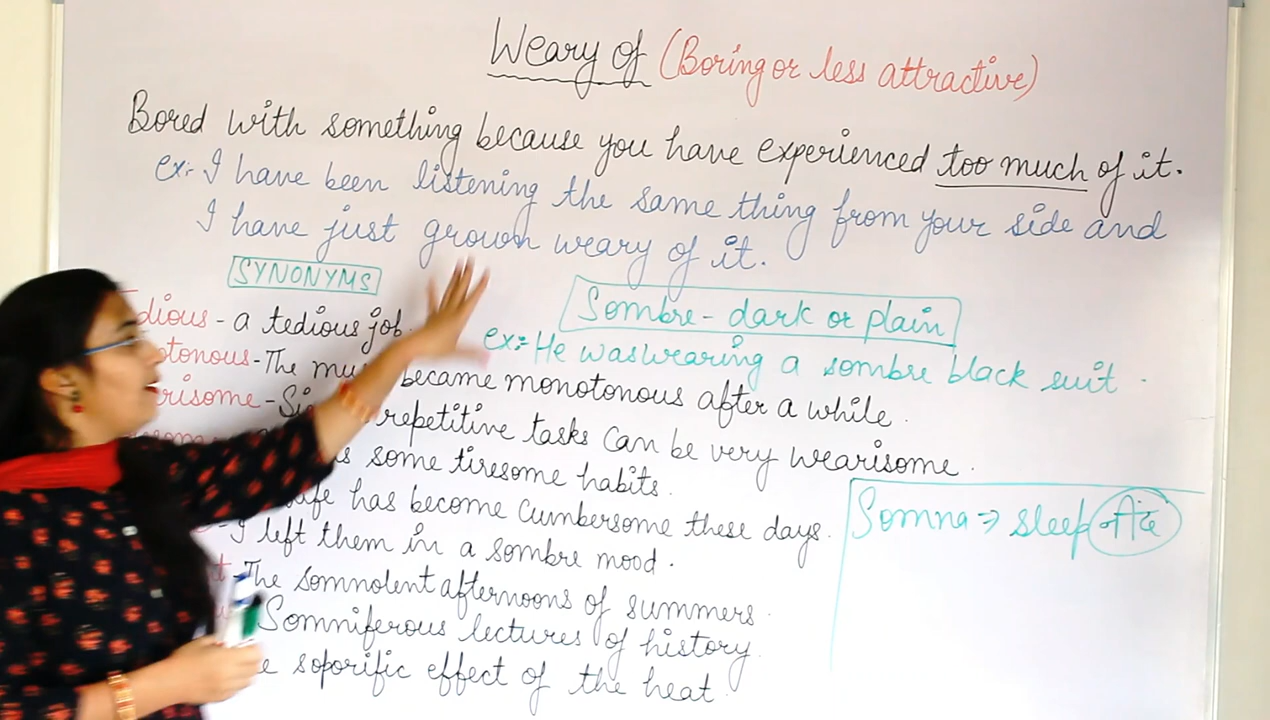 Weary of (Boring or less attractive)
Bored with something because you have experienced too much of it.
ex:- I have been listening the same thing from your side and
I have just grown weary of it.
SYNONYMS
dious - a tedious job.
Sombre - dark or plain
ex:- He was wearing a sombre black suit.
otonous - The mu became monotonous after a while.
risome - Si repetitive tasks can be very wearisome.
s some tiresome habits.
Life has become cumbersome these days.
- I left them in a sombre mood.
Somna ⇒ sleep
t - The somnolent afternoons of summers.
Somniferous lectures of history.
e soporific effect of the heat.